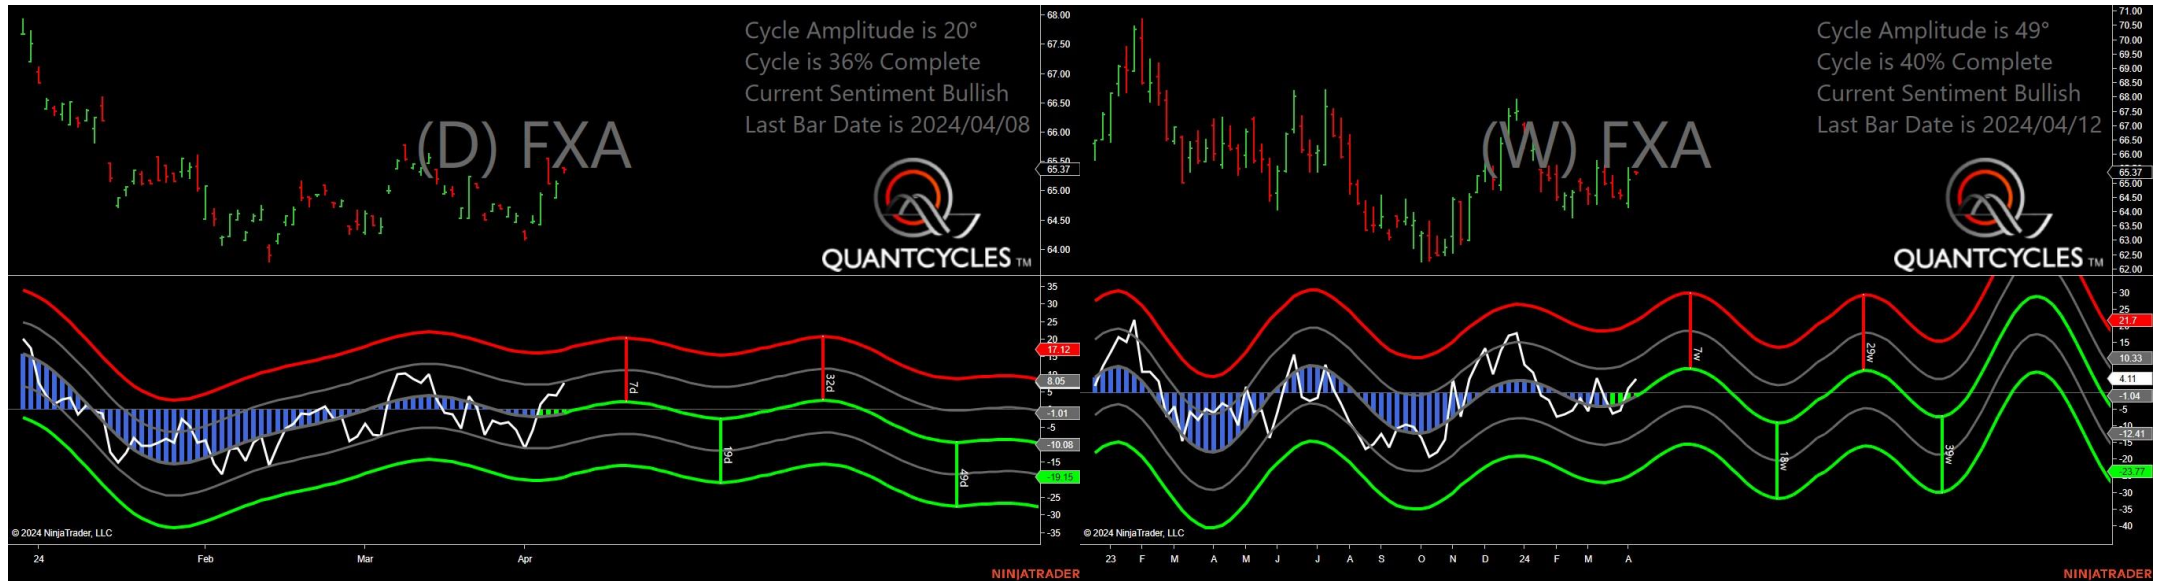 Cycle Amplitude is 20°
Cycle is 36% Complete
Current Sentiment Bullish
Last Bar Date is 2024/04/08
(D) FXA
QUANTCYCLES TM
68.00
67.50
67.00
66.50
66.00
65.50
65.37
65.00
64.50
64.00
35
30
25
20
17.12
10
8.05
5
-1.01
-5
-10.08
-15
-19.15
-25
-30
-35
7d
19d
32d
49d
© 2024 NinjaTrader, LLC
24 Feb Mar Apr
NINJATRADER
Cycle Amplitude is 49°
Cycle is 40% Complete
Current Sentiment Bullish
Last Bar Date is 2024/04/12
(W) FXA
QUANTCYCLES TM
71.00
70.50
70.00
69.50
69.00
68.50
68.00
67.50
67.00
66.50
66.00
65.37
65.00
64.50
64.00
63.50
63.00
62.50
62.00
30
25
21.7
15
10.33
4.11
-1.04
-5
-12.41
-15
-20
-23.77
-30
-35
-40
7w
18w
29w
39w
© 2024 NinjaTrader, LLC
23 F M A M J J A S O N D 24 F M A
NINJATRADER